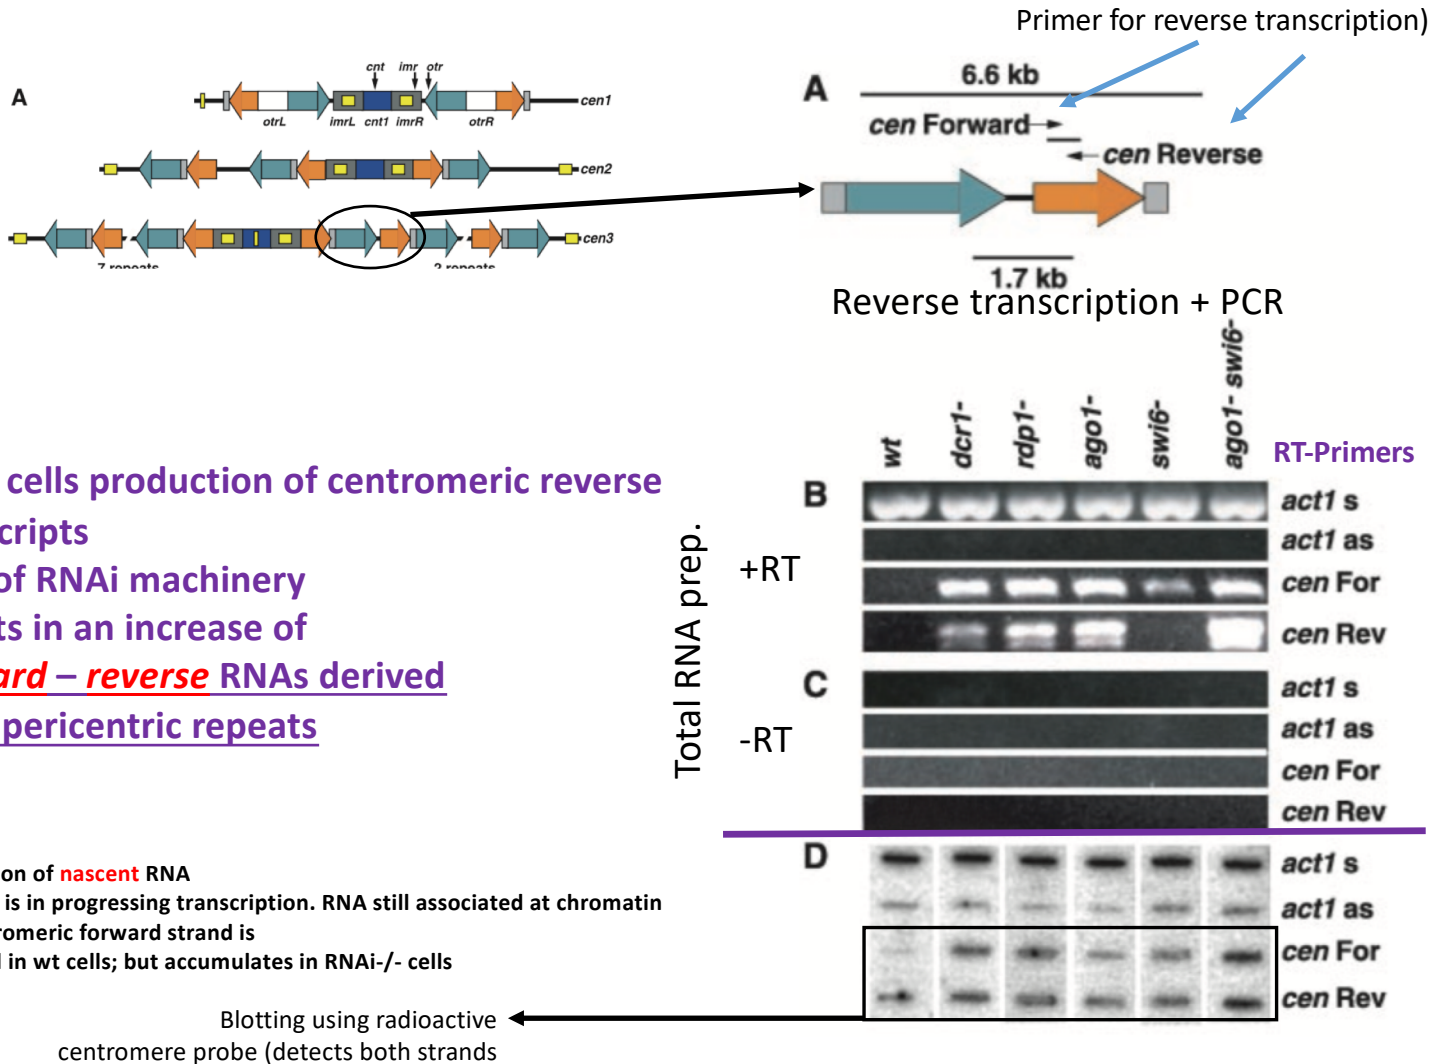 Primer for reverse transcription)
A
cnt imr otr
cen1
otrL imrL cnt1 imrR otrR
cen2
cen3
7 repeats 2 repeats
A
6.6 kb
cen Forward
cen Reverse
1.7 kb
Reverse transcription + PCR
wt dcr1- rdp1- ago1- swi6- ago1- swi6-
RT-Primers
cells production of centromeric reverse
cripts
of RNAi machinery
ts in an increase of
ard – reverse RNAs derived
pericentric repeats
Total RNA prep.
+RT
-RT
B
act1 s
act1 as
cen For
cen Rev
C
act1 s
act1 as
cen For
cen Rev
D
act1 s
act1 as
cen For
cen Rev
ion of nascent RNA
is in progressing transcription. RNA still associated at chromatin
romeric forward strand is
l in wt cells; but accumulates in RNAi-/- cells
Blotting using radioactive
centromere probe (detects both strands